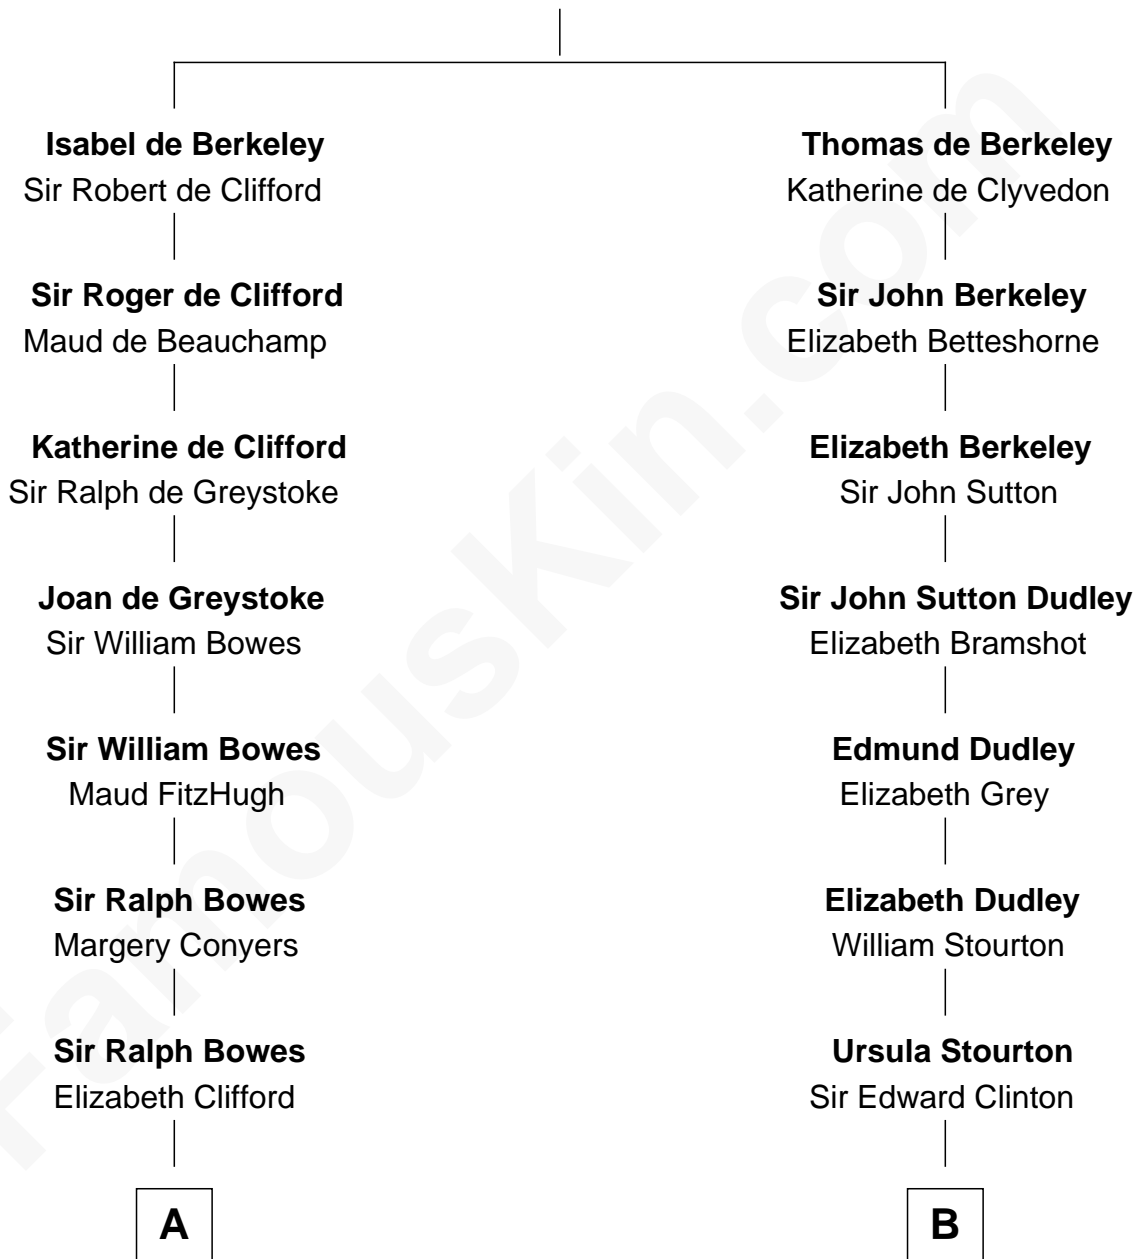 Isabel de Berkeley
Sir Robert de Clifford
Thomas de Berkeley
Katherine de Clyvedon
Sir Roger de Clifford
Maud de Beauchamp
Sir John Berkeley
Elizabeth Betteshorne
Katherine de Clifford
Sir Ralph de Greystoke
Elizabeth Berkeley
Sir John Sutton
Joan de Greystoke
Sir William Bowes
Sir John Sutton Dudley
Elizabeth Bramshot
Sir William Bowes
Maud FitzHugh
Edmund Dudley
Elizabeth Grey
Sir Ralph Bowes
Margery Conyers
Elizabeth Dudley
William Stourton
Sir Ralph Bowes
Elizabeth Clifford
Ursula Stourton
Sir Edward Clinton
A
B
FamousKin.com